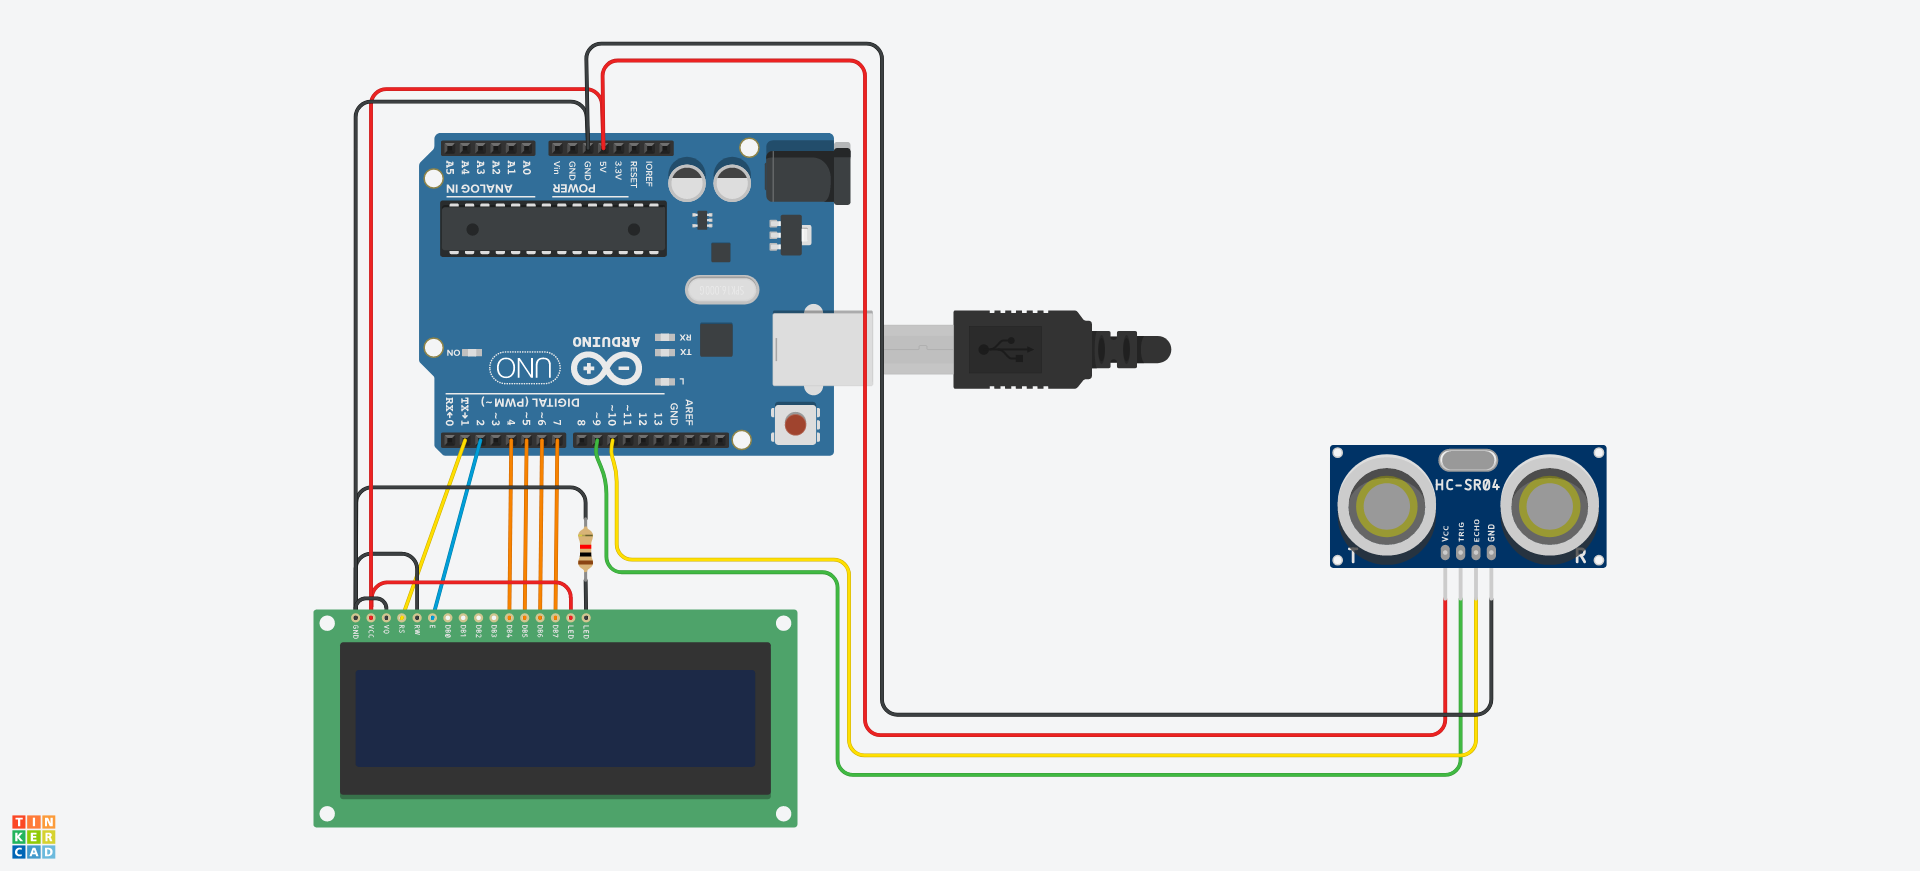 A5 A4 A3 A2 A1 A0
Vin GND GND 5V 3.3V RESET IOREF
ANALOG IN
POWER
RX
TX
ON
UNO
ARDUINO
L
DIGITAL (PWM ~)
RX←0 TX→1 2 ~3 4 ~5 ~6 7 8 ~9 ~10 ~11 12 13 GND AREF
HC-SR04
VCC TRIG ECHO GND
T
R
GND VCC V0 RS RW E DB0 DB1 DB2 DB3 DB4 DB5 DB6 DB7 LED LED
TIN
KER
CAD